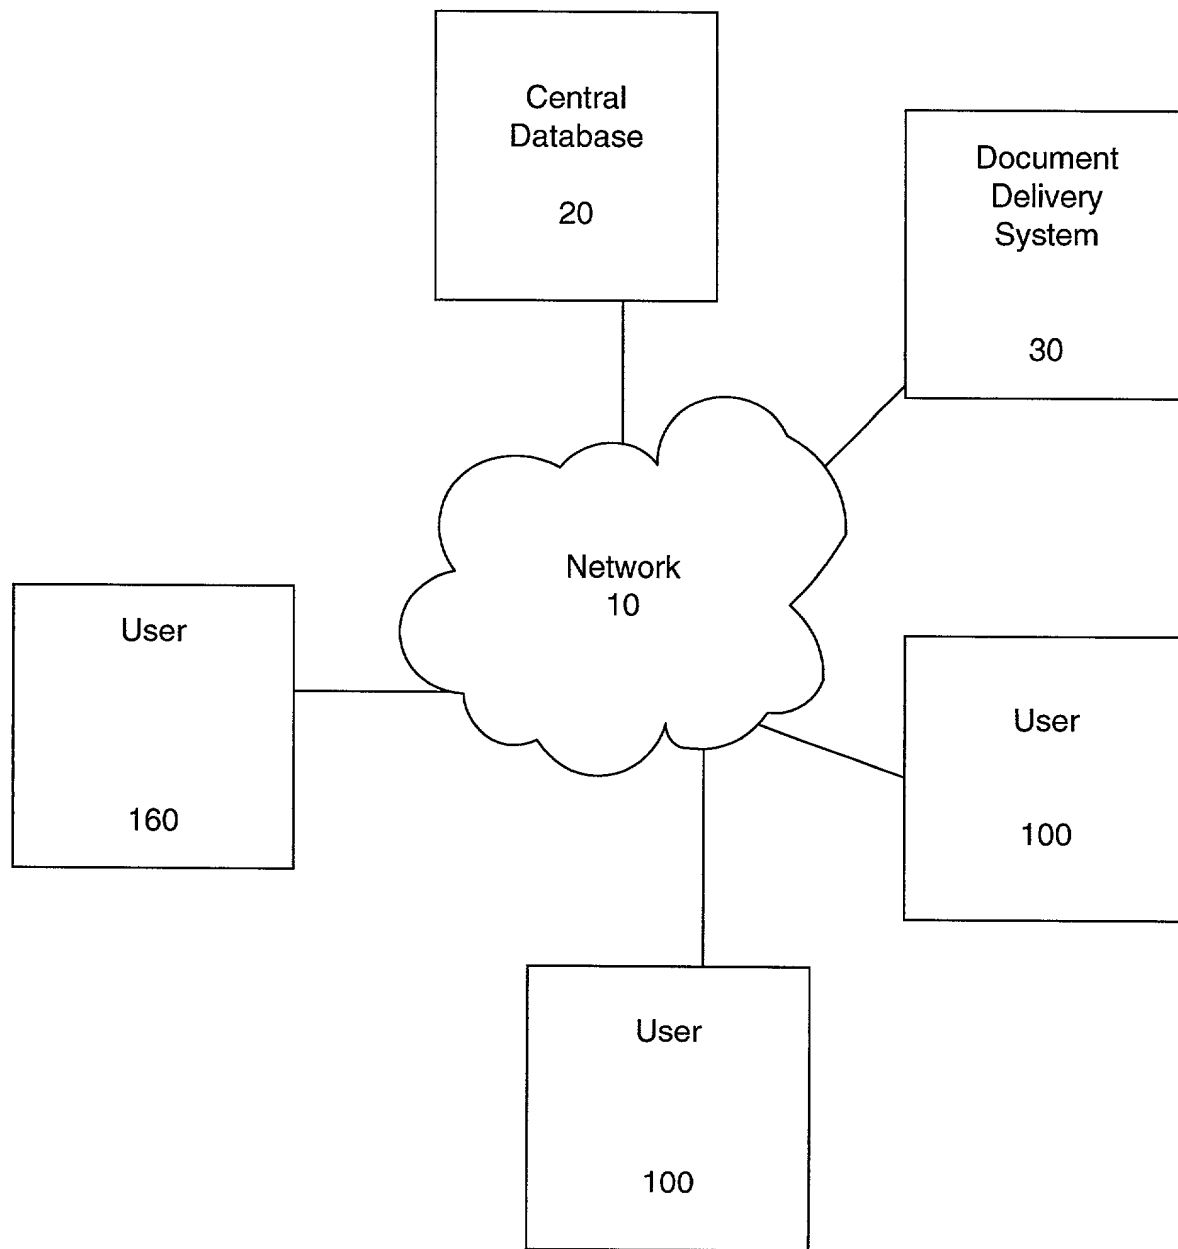 Central
Database
20
Document
Delivery
System
30
Network
10
User
160
User
100
User
100